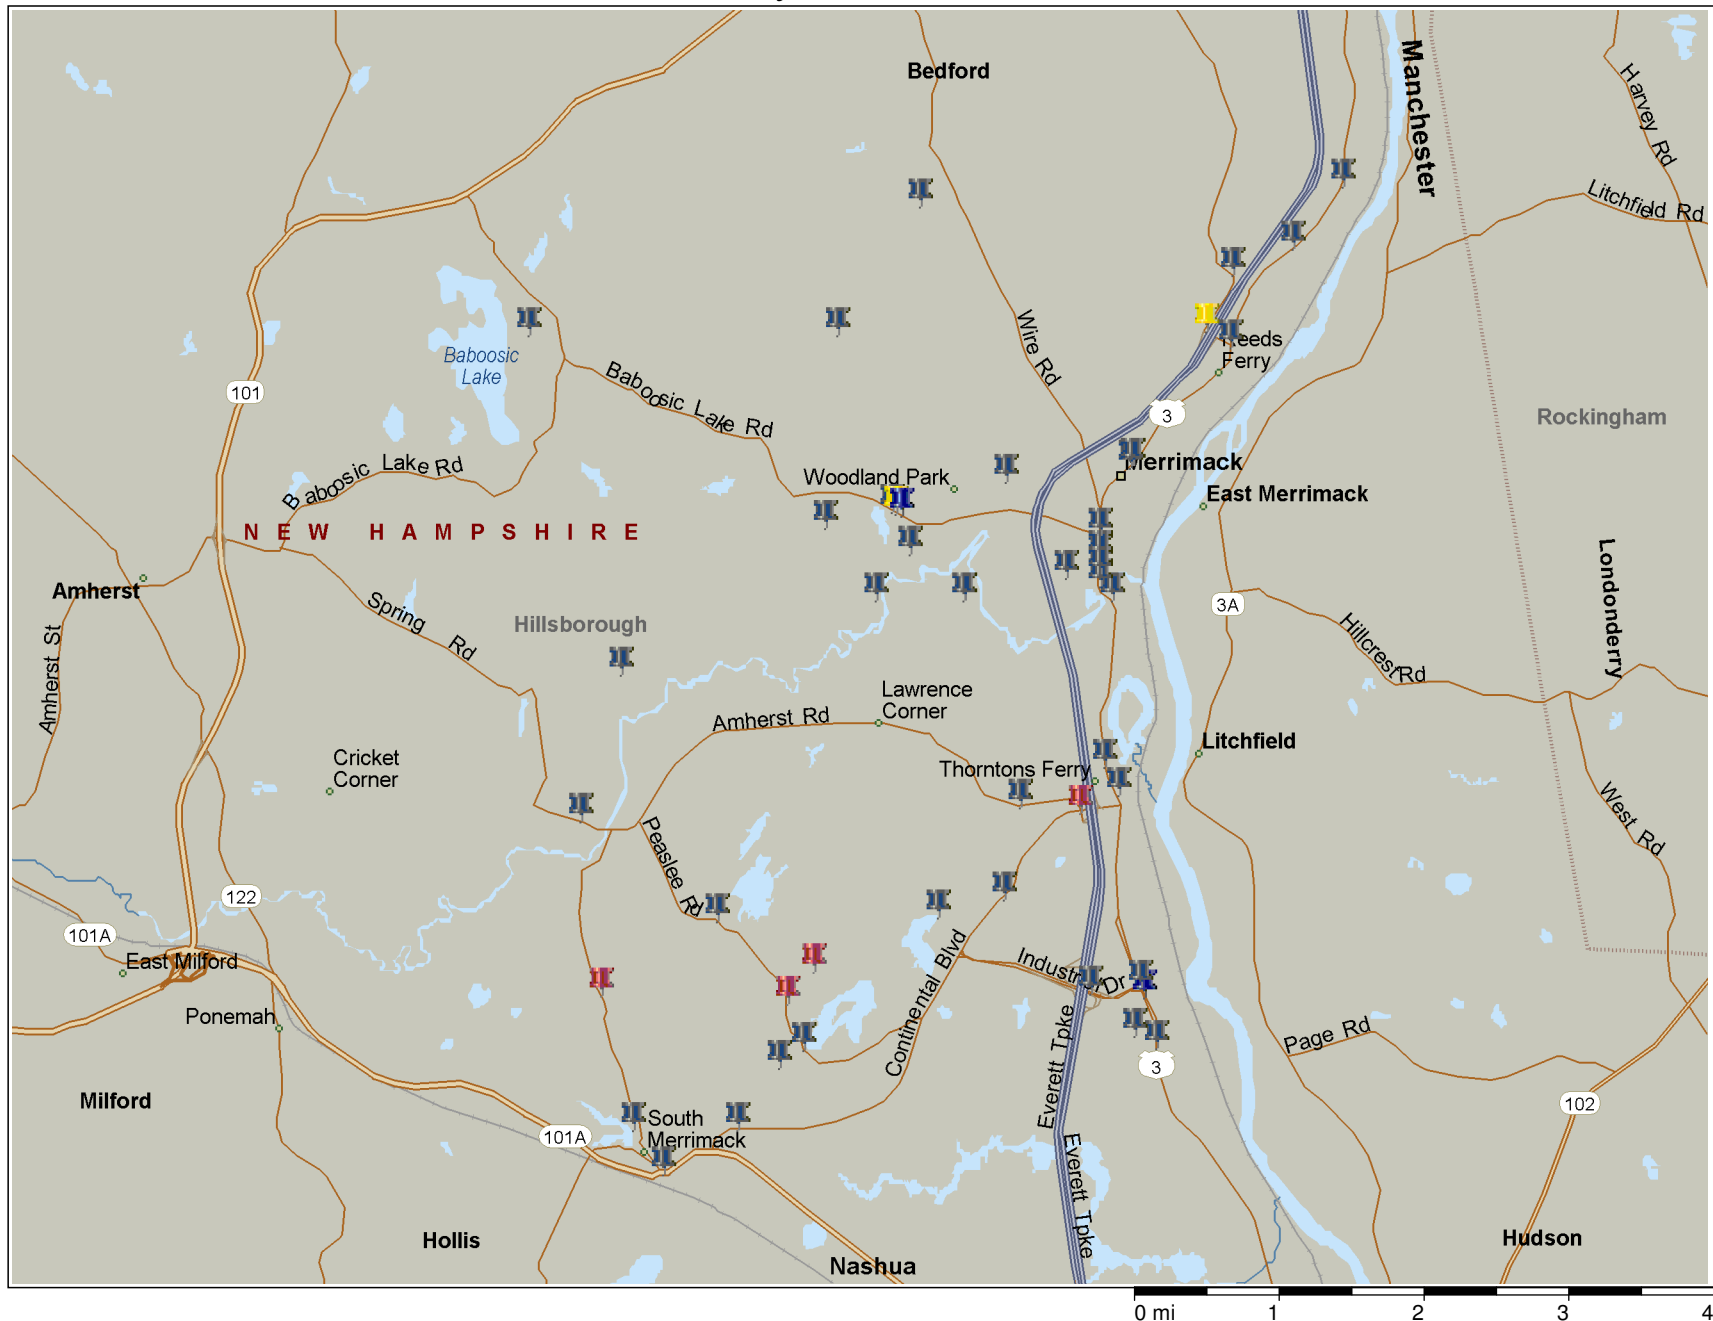 Bedford
Manchester
Harvey Rd
Litchfield Rd
Wire Rd
Reeds
Ferry
Baboosic
Lake
Baboosic Lake Rd
101
3
Rockingham
Merrimack
Woodland Park
Baboosic Lake Rd
East Merrimack
NEW HAMPSHIRE
Londonderry
Amherst
3A
Spring Rd
Hillsborough
Hillcrest Rd
Amherst St
Lawrence
Corner
Amherst Rd
Litchfield
Cricket
Corner
Thorntons Ferry
West Rd
Peaslee Rd
122
101A
East Milford
Continental Blvd
Industrial Dr
Ponemah
Everett Tpke
Page Rd
3
Milford
102
South
Merrimack
101A
Everett Tpke
Hollis
Hudson
Nashua
0 mi 1 2 3 4